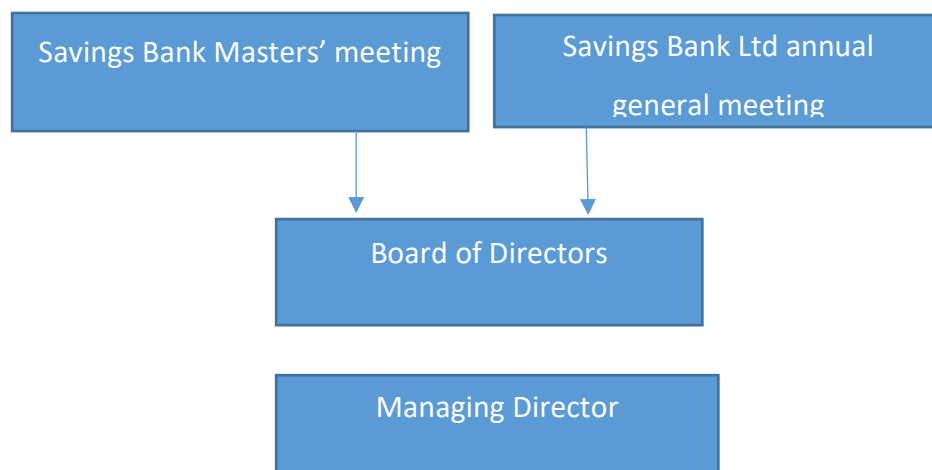 Savings Bank Masters’ meeting
Savings Bank Ltd annual
general meeting
Board of Directors
Managing Director